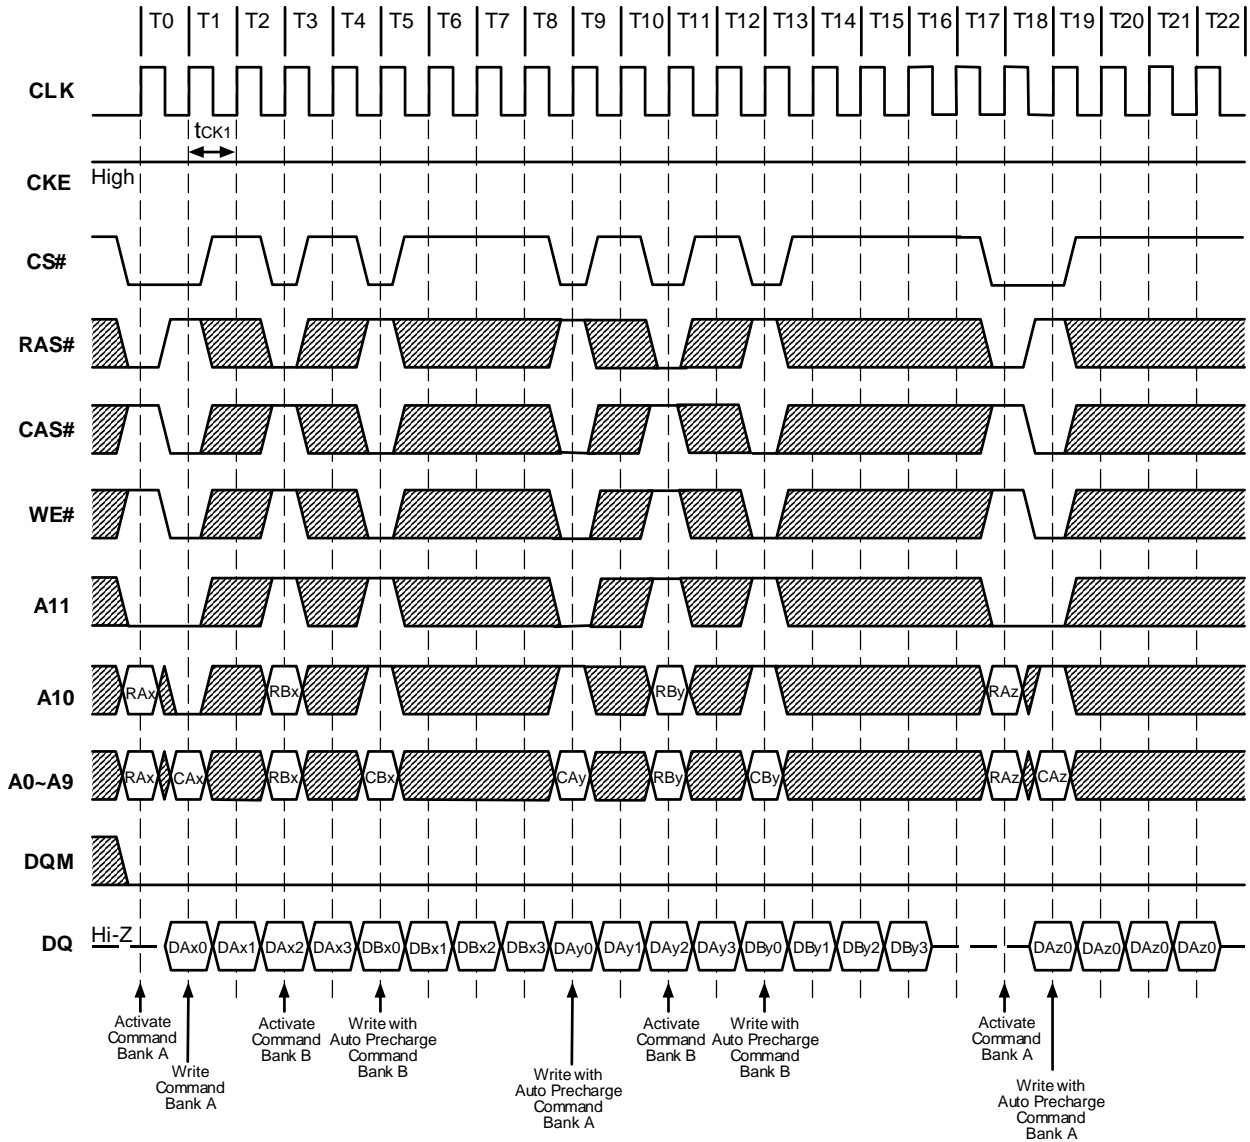 T0 T1 T2 T3 T4 T5 T6 T7 T8 T9 T10 T11 T12 T13 T14 T15 T16 T17 T18 T19 T20 T21 T22
CLK
tCK1
CKE High
CS#
RAS#
CAS#
WE#
A11
A10 RAx RBx RBy RAz
A0~A9 RAx CAx RBx CBx CAy RBy CBy RAz CAz
DQM
DQ Hi-Z DAx0 DAx1 DAx2 DAx3 DBx0 DBx1 DBx2 DBx3 DAy0 DAy1 DAy2 DAy3 DBy0 DBy1 DBy2 DBy3 DAz0 DAz0 DAz0 DAz0
Activate
Command
Bank A
Write
Command
Bank A
Activate
Command
Bank B
Write with
Auto Precharge
Command
Bank B
Write with
Auto Precharge
Command
Bank A
Activate
Command
Bank B
Write with
Auto Precharge
Command
Bank B
Activate
Command
Bank A
Write with
Auto Precharge
Command
Bank A